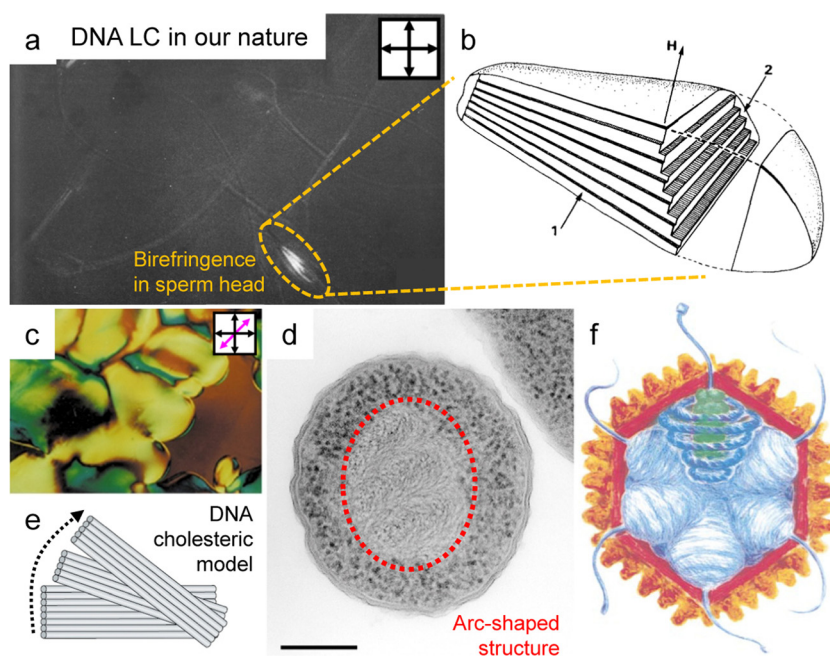 a
DNA LC in our nature
Birefringence
in sperm head
b
H
2
1
c
d
Arc-shaped
structure
e
DNA
cholesteric
model
f